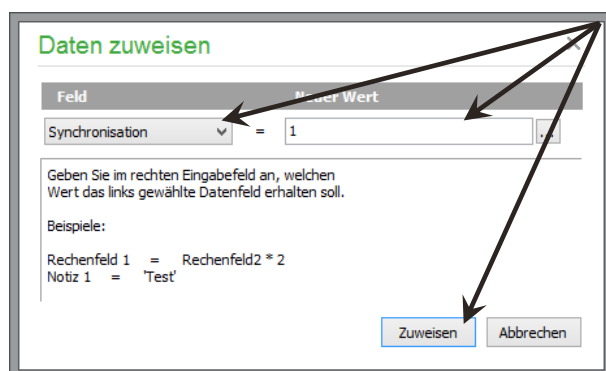 Daten zuweisen
Feld Neuer Wert
Synchronisation = 1 ...
Geben Sie im rechten Eingabefeld an, welchen
Wert das links gewählte Datenfeld erhalten soll.
Beispiele:
Rechenfeld 1 = Rechenfeld2 * 2
Notiz 1 = 'Test'
Zuweisen Abbrechen